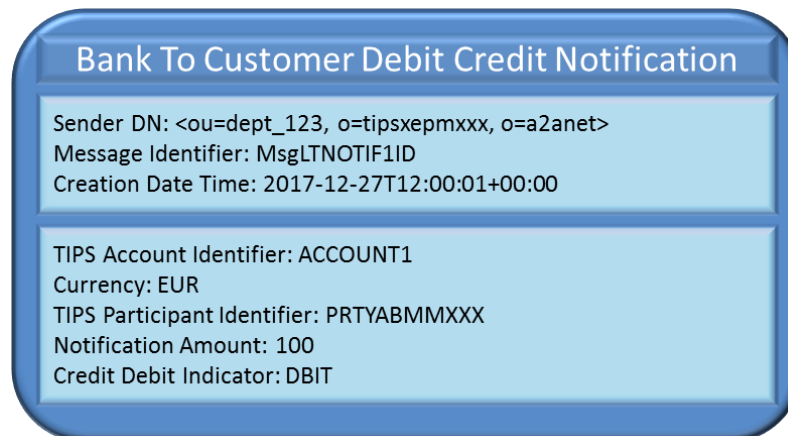 Bank To Customer Debit Credit Notification
Sender DN: <ou=dept_123, o=tipsxepmxxx, o=a2anet>
Message Identifier: MsgLTNOTIF1ID
Creation Date Time: 2017-12-27T12:00:01+00:00
TIPS Account Identifier: ACCOUNT1
Currency: EUR
TIPS Participant Identifier: PRTYABMMXXX
Notification Amount: 100
Credit Debit Indicator: DBIT